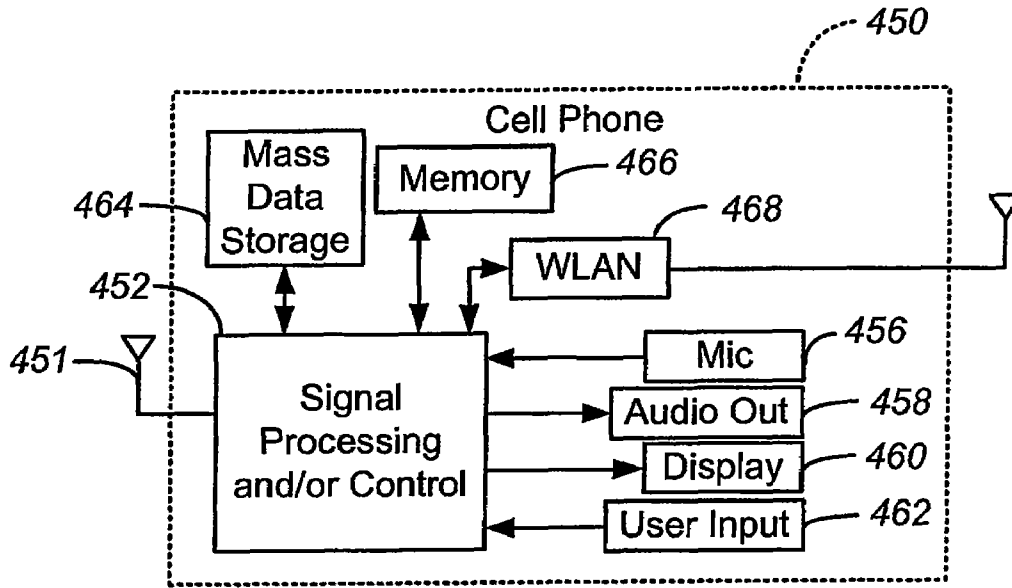 450
Cell Phone
Mass
Data
Storage
464
Memory
466
468
WLAN
452
451
Signal
Processing
and/or Control
Mic
456
Audio Out
458
Display
460
User Input
462